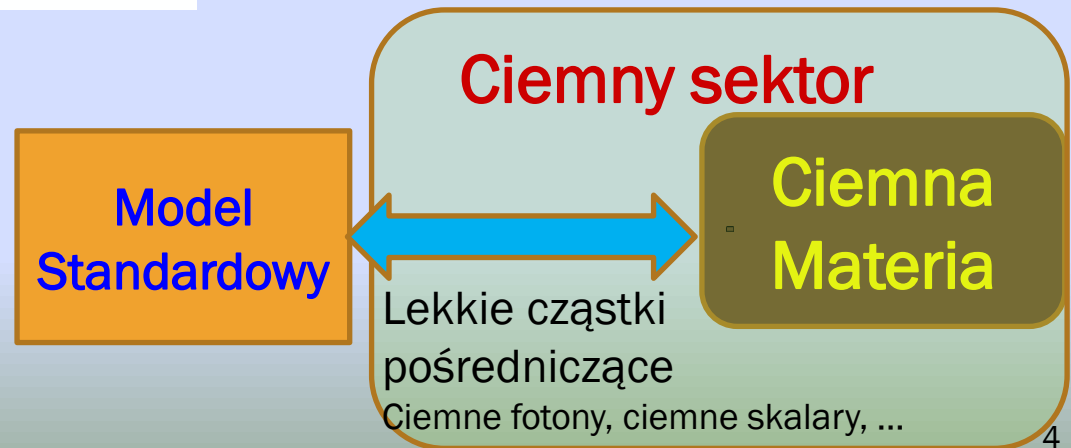 Ciemny sektor
Model
Standardowy
Ciemna
Materia
Lekkie cząstki
pośredniczące
Ciemne fotony, ciemne skalary, ...
4